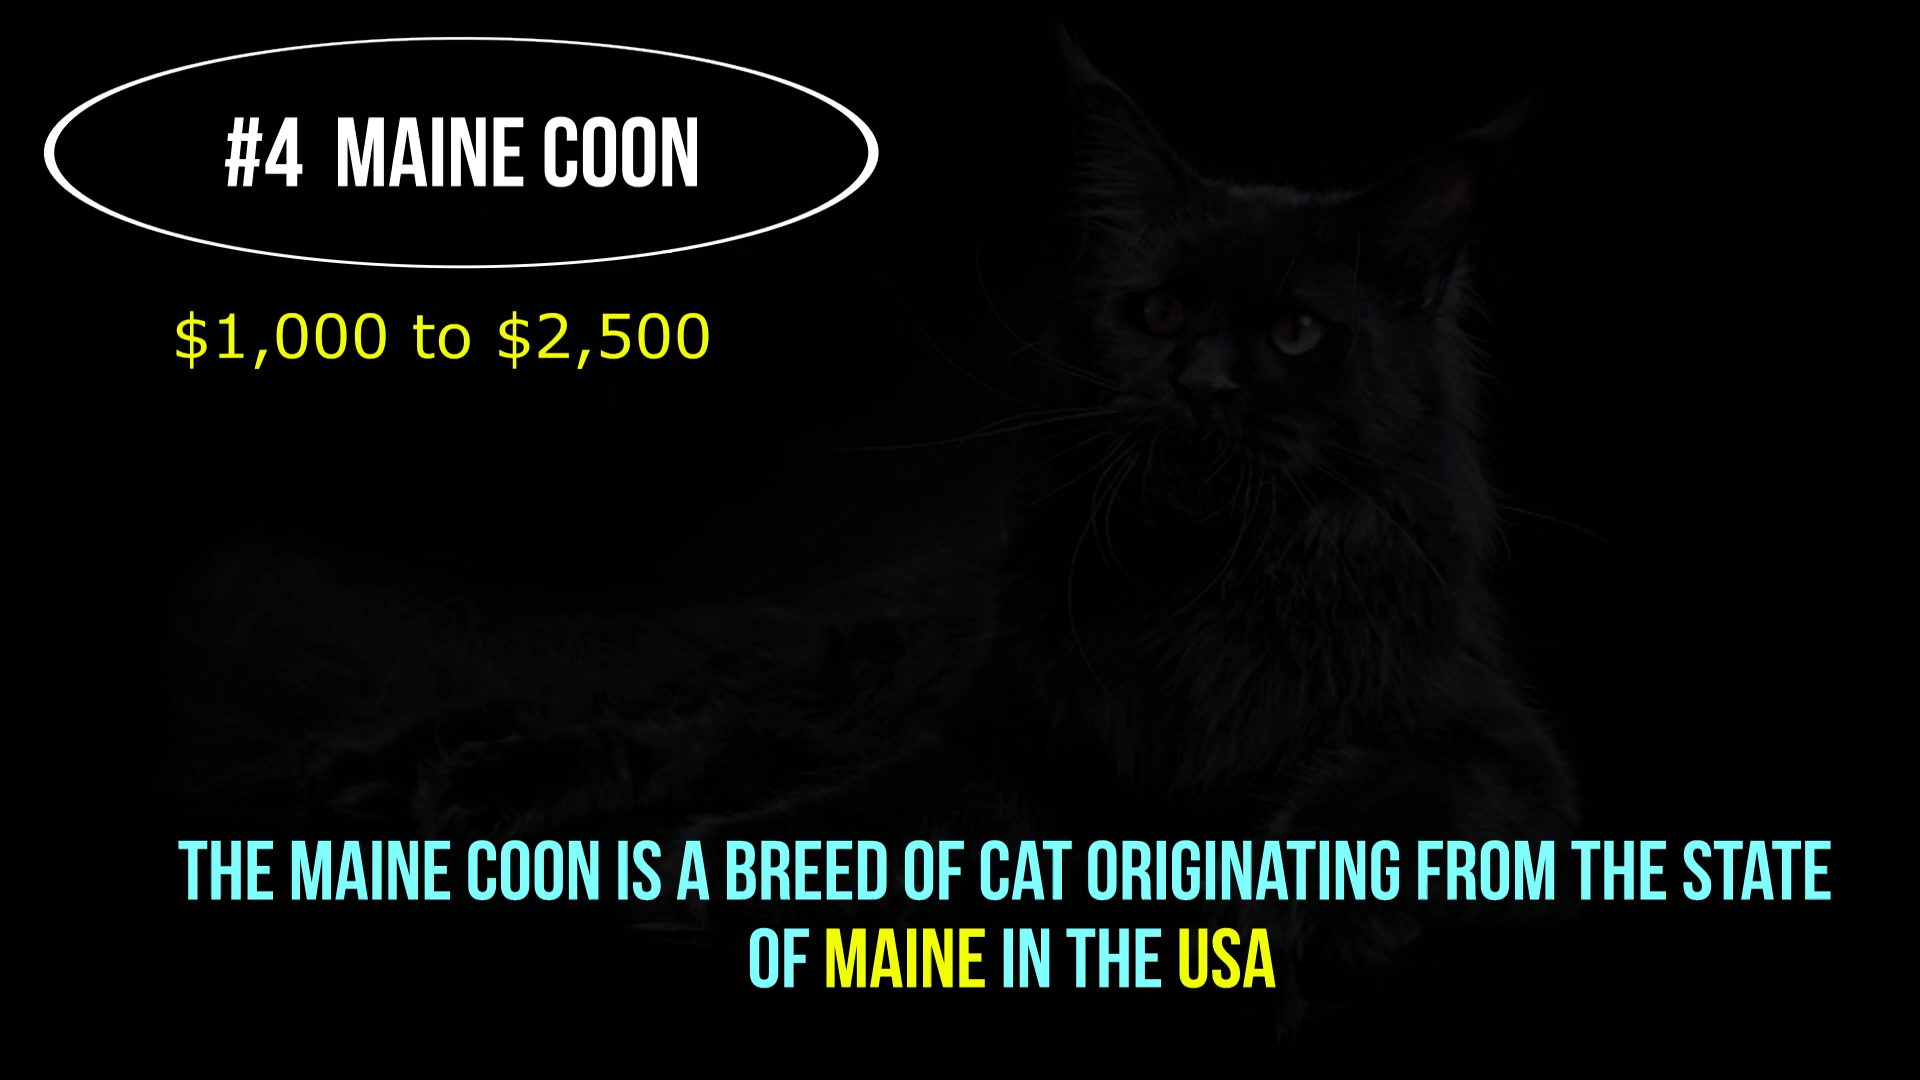 #4 MAINE COON
$1,000 to $2,500
THE MAINE COON IS A BREED OF CAT ORIGINATING FROM THE STATE
OF MAINE IN THE USA